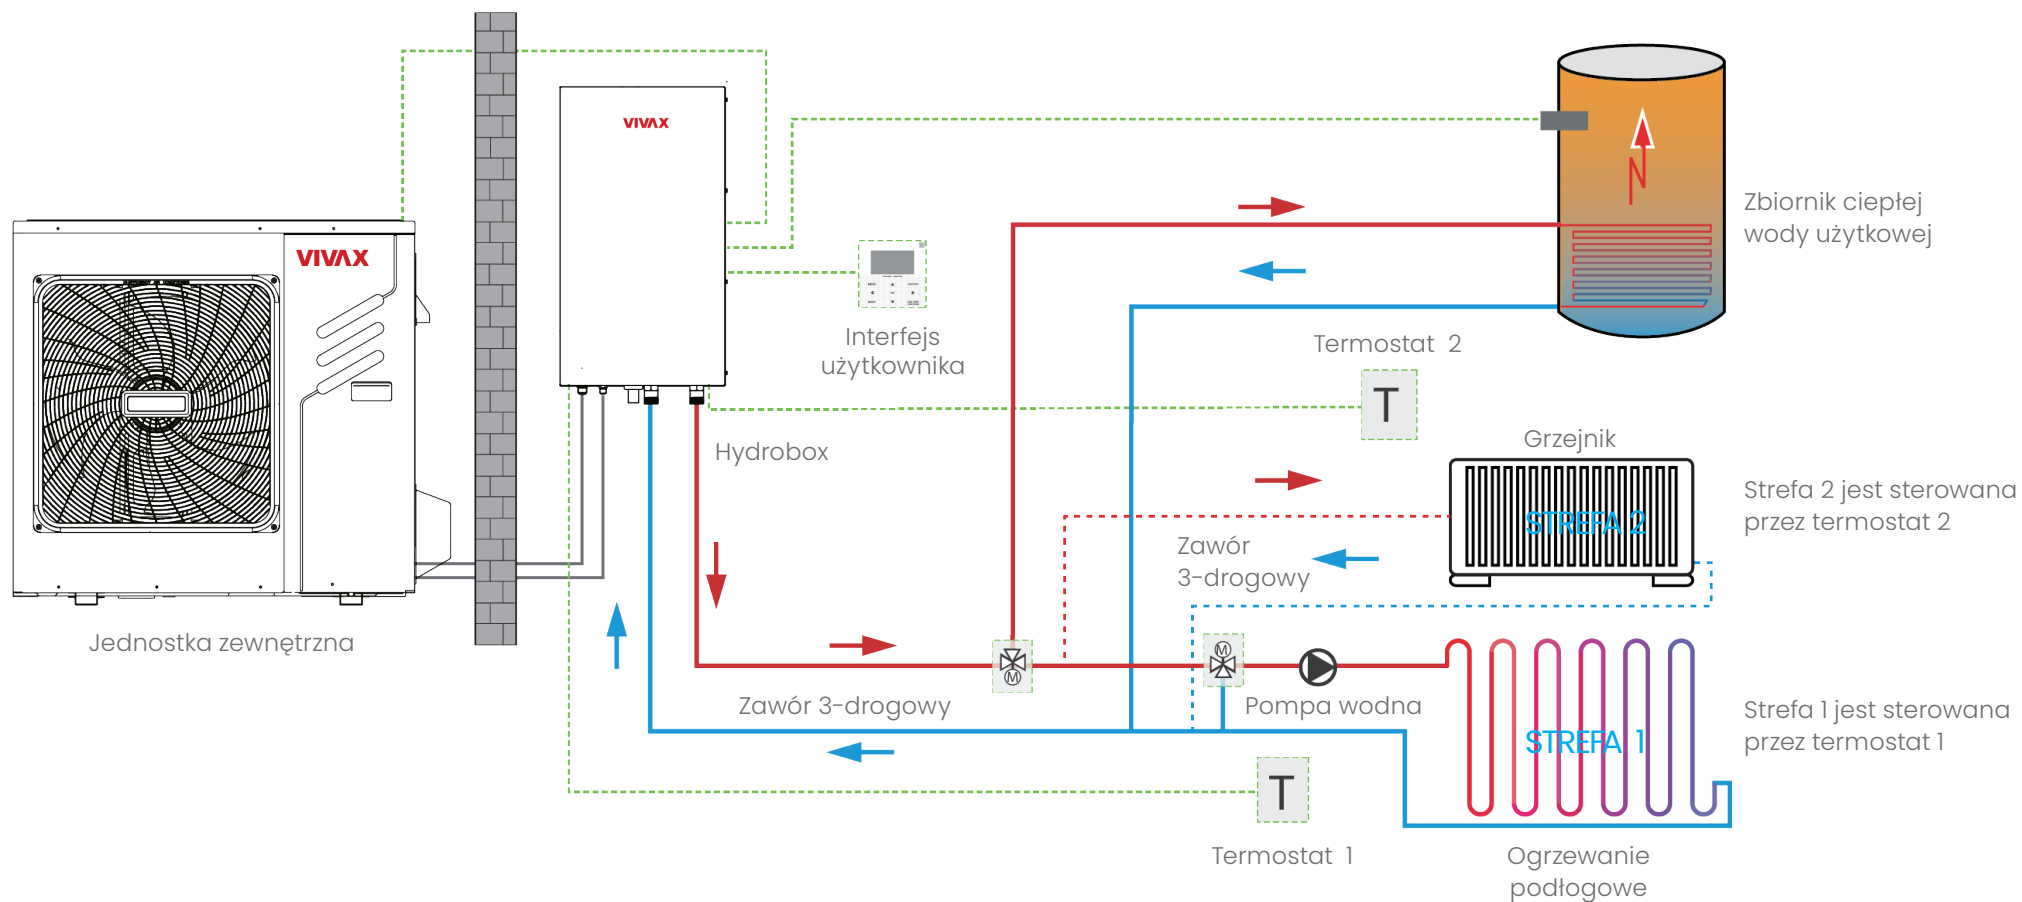 VIVAX
VIVAX
Zbiornik ciepłej
wody użytkowej
Interfejs
użytkownika
Termostat 2
T
Hydrobox
Grzejnik
STREFA 2
Strefa 2 jest sterowana
przez termostat 2
Zawór
3-drogowy
Jednostka zewnętrzna
M
M
Zawór 3-drogowy
Pompa wodna
STREFA 1
Strefa 1 jest sterowana
przez termostat 1
T
Termostat 1
Ogrzewanie
podłogowe